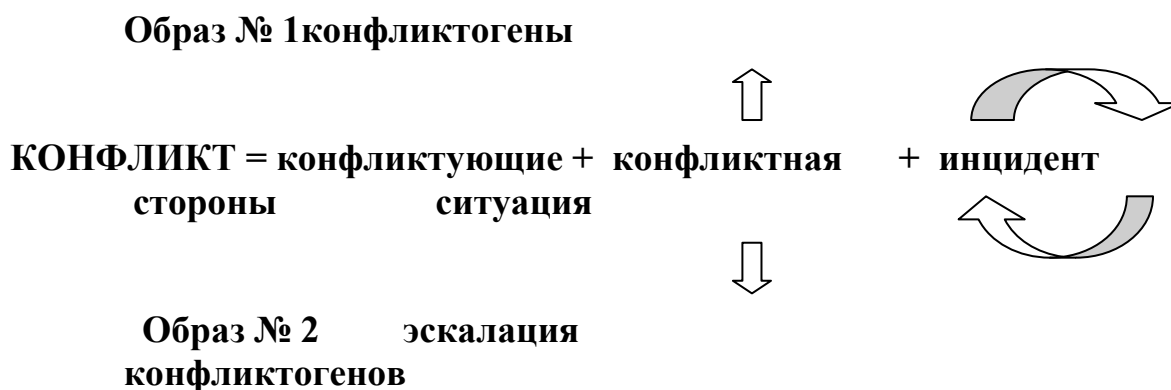 Образ № 1конфликтогены
КОНФЛИКТ = конфликтующие + конфликтная + инцидент
стороны ситуация
Образ № 2 эскалация
конфликтогенов